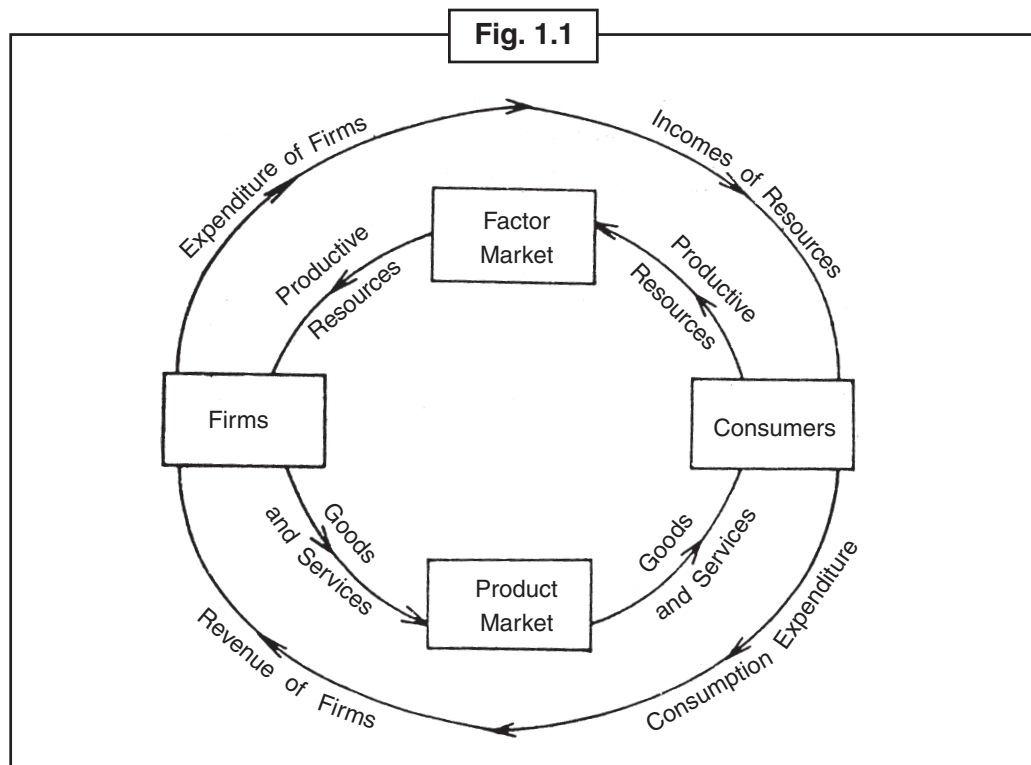 Fig. 1.1
Expenditure of Firms
Incomes of Resources
Factor
Market
Productive
Resources
Productive
Resources
Firms
Consumers
Goods
and Services
Goods
and Services
Product
Market
Revenue of Firms
Consumption Expenditure